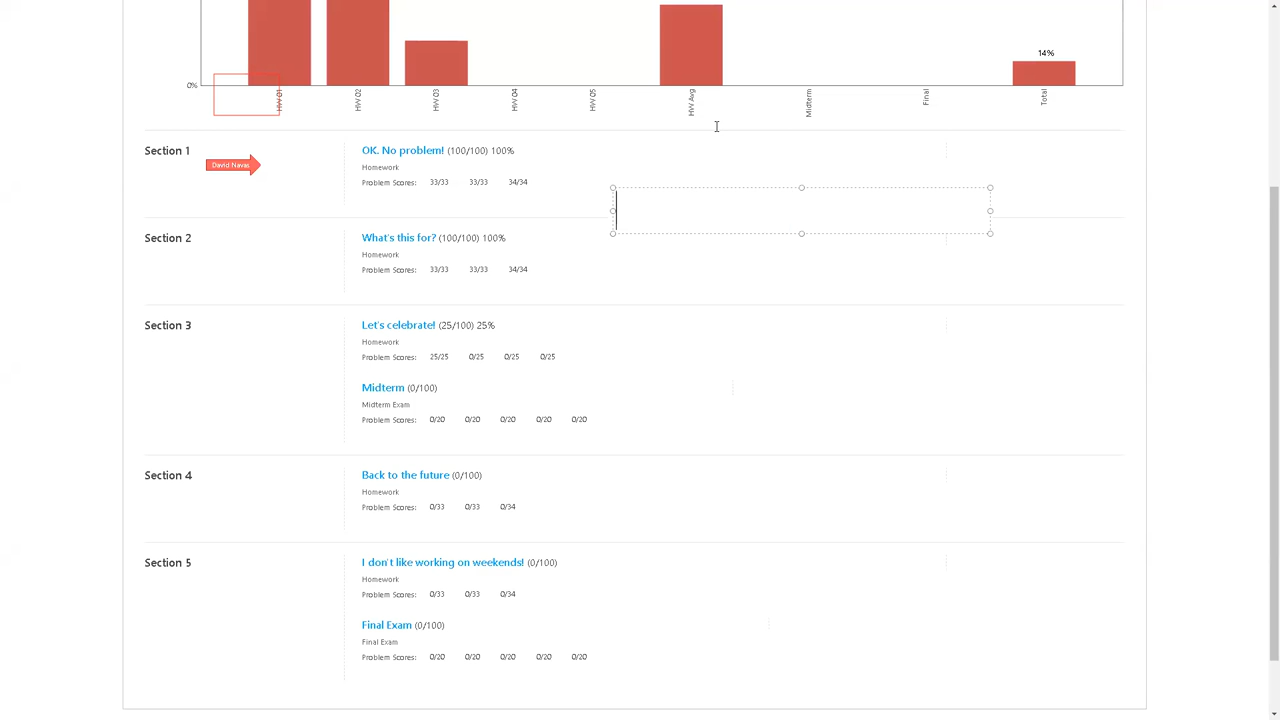 14%
0%
HW 01
HW 02
HW 03
HW 04
HW 05
HW Avg
Midterm
Final
Total
Section 1
David Navas
OK. No problem! (100/100) 100%
Homework
Problem Scores: 33/33 33/33 34/34
Section 2
What's this for? (100/100) 100%
Homework
Problem Scores: 33/33 33/33 34/34
Section 3
Let's celebrate! (25/100) 25%
Homework
Problem Scores: 25/25 0/25 0/25 0/25
Midterm (0/100)
Midterm Exam
Problem Scores: 0/20 0/20 0/20 0/20 0/20
Section 4
Back to the future (0/100)
Homework
Problem Scores: 0/33 0/33 0/34
Section 5
I don't like working on weekends! (0/100)
Homework
Problem Scores: 0/33 0/33 0/34
Final Exam (0/100)
Final Exam
Problem Scores: 0/20 0/20 0/20 0/20 0/20